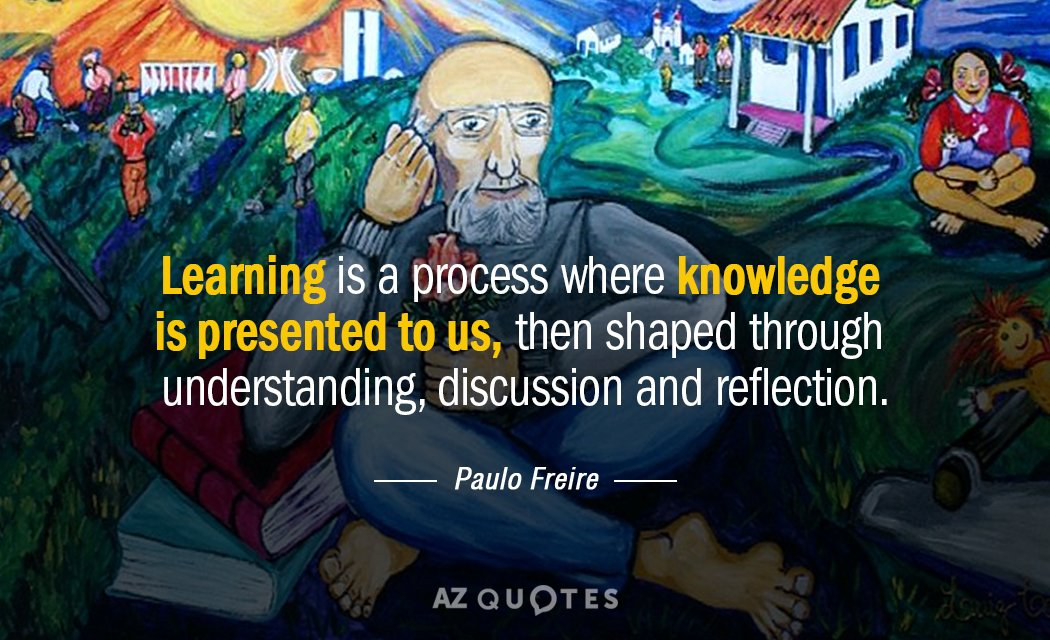 Learning is a process where knowledge
is presented to us, then shaped through
understanding, discussion and reflection.
Paulo Freire
AZ QUOTES